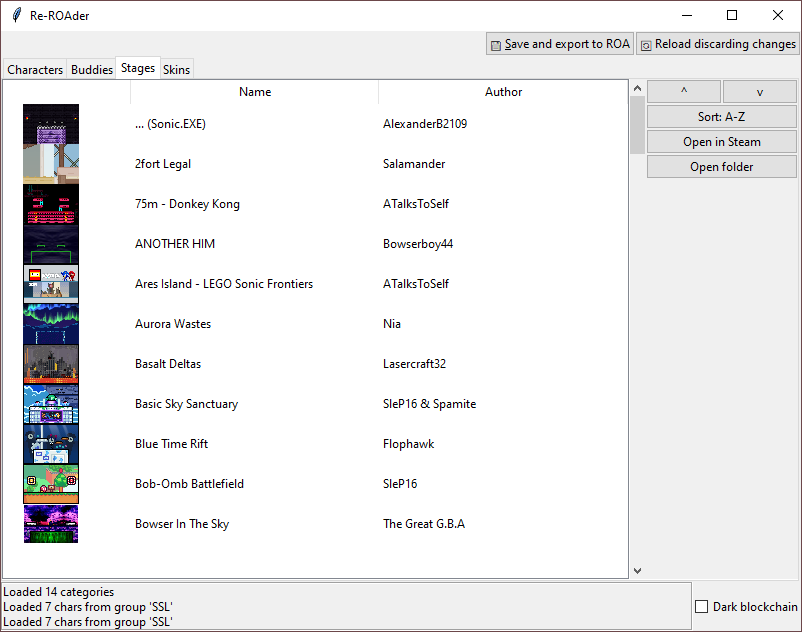 Re-ROAder
Save and export to ROA
Reload discarding changes
Characters Buddies Stages Skins
Name Author
^ v
Sort: A-Z
Open in Steam
Open folder
... (Sonic.EXE) AlexanderB2109
2fort Legal Salamander
75m - Donkey Kong ATalksToSelf
ANOTHER HIM Bowserboy44
Ares Island - LEGO Sonic Frontiers ATalksToSelf
Aurora Wastes Nia
Basalt Deltas Lasercraft32
Basic Sky Sanctuary SleP16 & Spamite
Blue Time Rift Flophawk
Bob-Omb Battlefield SleP16
Bowser In The Sky The Great G.B.A
Loaded 14 categories
Loaded 7 chars from group 'SSL'
Loaded 7 chars from group 'SSL'
Dark blockchain